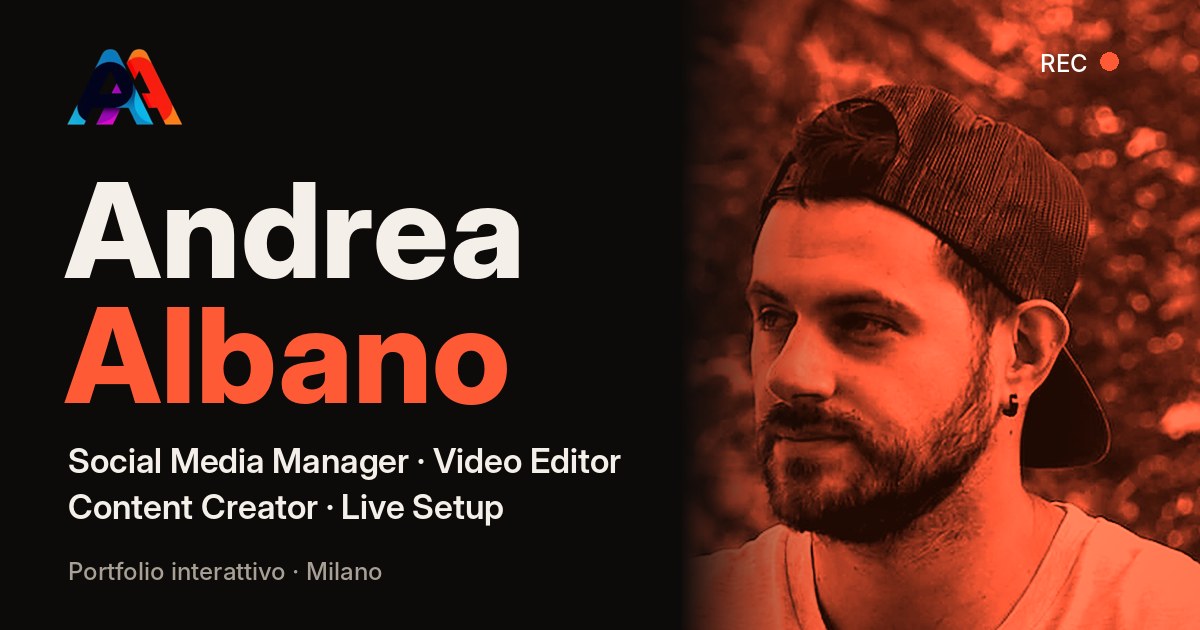 REC
Andrea
Albano
Social Media Manager · Video Editor
Content Creator · Live Setup
Portfolio interattivo · Milano